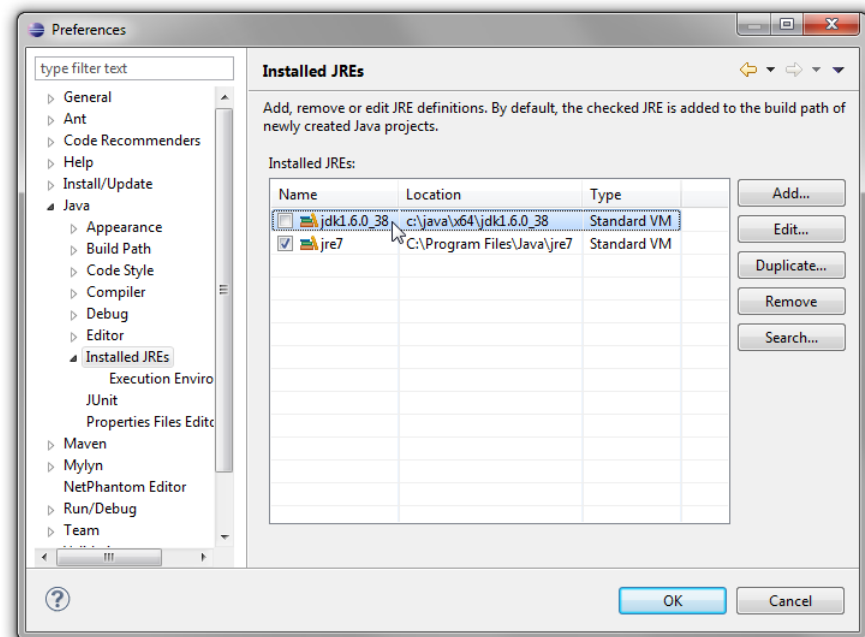 Preferences
type filter text
General
Ant
Code Recommenders
Help
Install/Update
Java
Appearance
Build Path
Code Style
Compiler
Debug
Editor
Installed JREs
Execution Enviro
JUnit
Properties Files Edito
Maven
Mylyn
NetPhantom Editor
Run/Debug
Team
Installed JREs
Add, remove or edit JRE definitions. By default, the checked JRE is added to the build path of
newly created Java projects.
Installed JREs:
Name Location Type
jdk1.6.0_38 c:\java\x64\jdk1.6.0_38 Standard VM
jre7 C:\Program Files\Java\jre7 Standard VM
Add...
Edit...
Duplicate...
Remove
Search...
OK Cancel